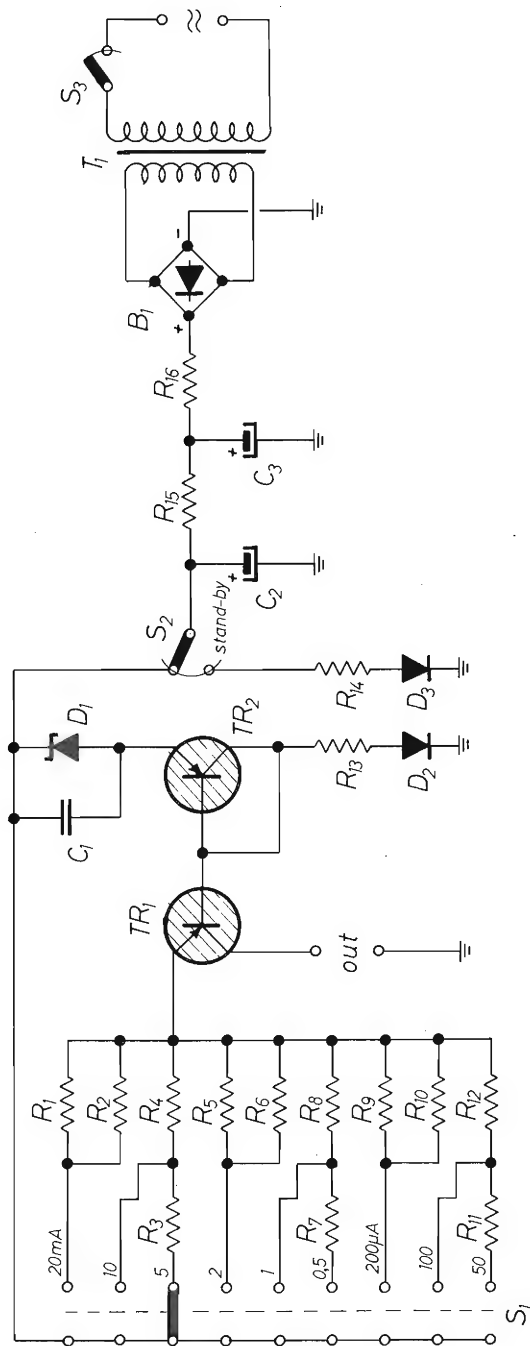 S₁
20mA
10
5
2
1
0,5
200µA
100
50
R₁
R₂
R₃
R₄
R₅
R₆
R₇
R₈
R₉
R₁₀
R₁₁
R₁₂
TR₁
out
C₁
D₁
TR₂
R₁₃
D₂
S₂
stand-by
R₁₄
D₃
+
C₂
R₁₅
+
C₃
R₁₆
+
B₁
-
T₁
S₃
≈